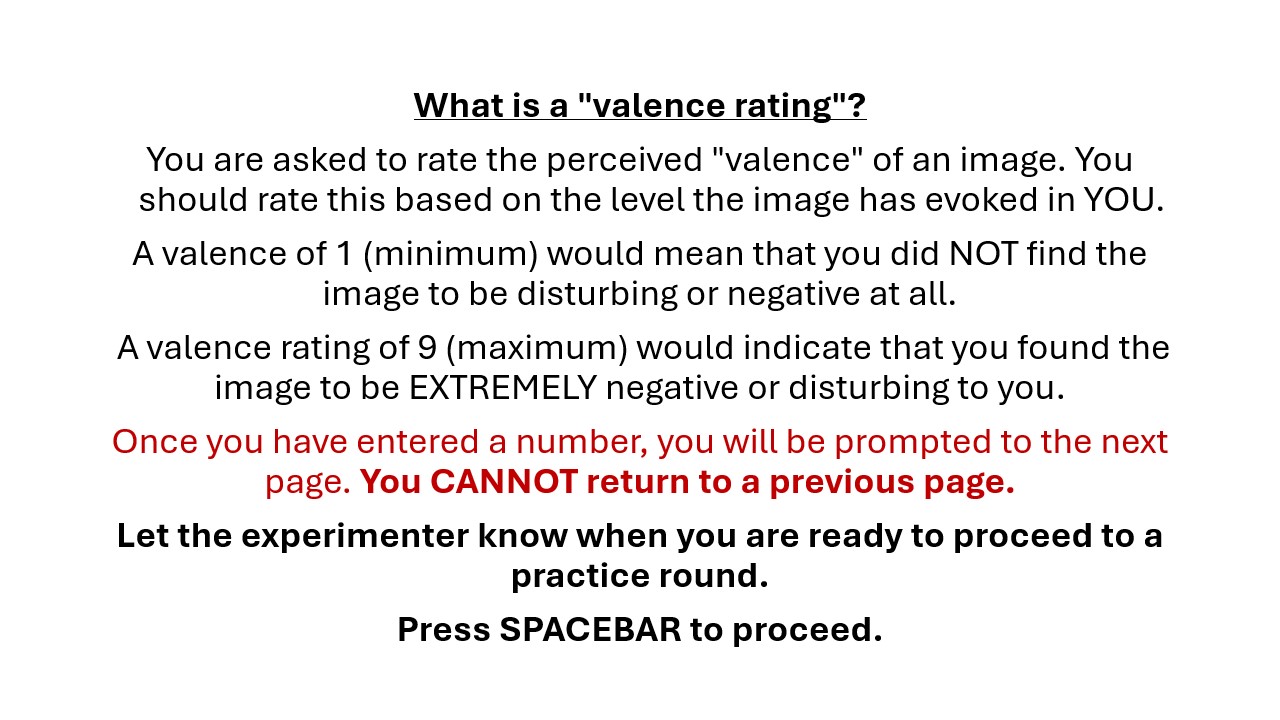 What is a "valence rating"?
You are asked to rate the perceived "valence" of an image. You
should rate this based on the level the image has evoked in YOU.
A valence of 1 (minimum) would mean that you did NOT find the
image to be disturbing or negative at all.
A valence rating of 9 (maximum) would indicate that you found the
image to be EXTREMELY negative or disturbing to you.
Once you have entered a number, you will be prompted to the next
page. You CANNOT return to a previous page.
Let the experimenter know when you are ready to proceed to a
practice round.
Press SPACEBAR to proceed.